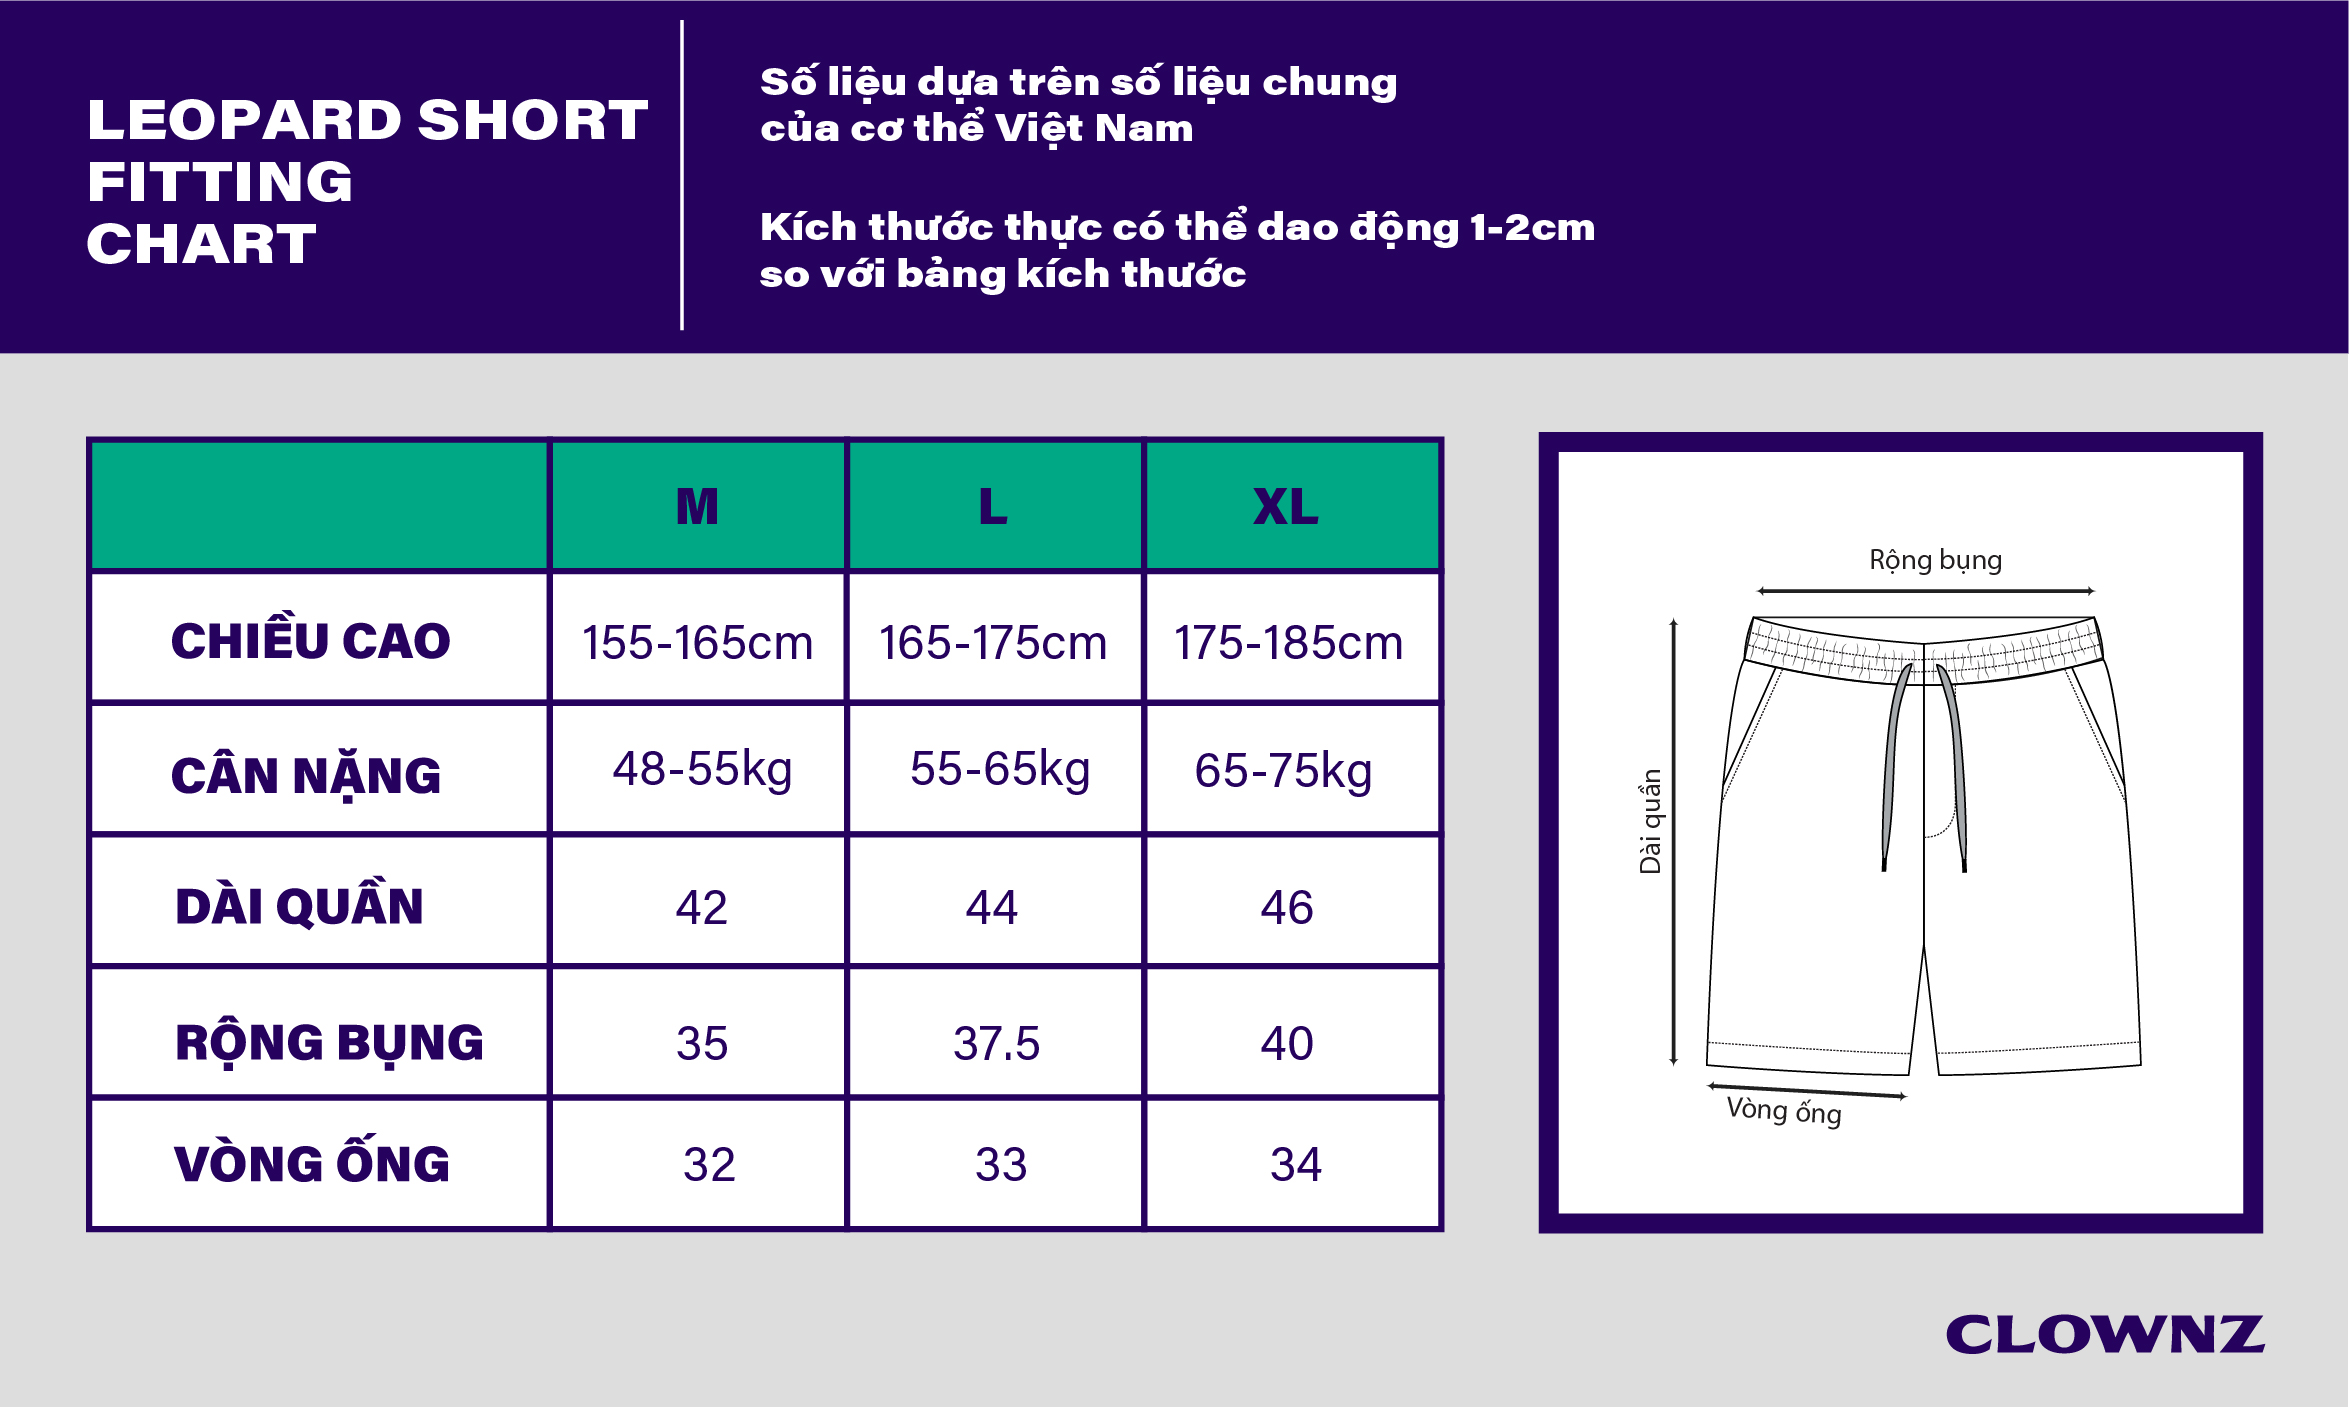 LEOPARD SHORT
FITTING
CHART
Số liệu dựa trên số liệu chung
của cơ thể Việt Nam
Kích thước thực có thể dao động 1-2cm
so với bảng kích thước
M L XL
CHIỀU CAO 155-165cm 165-175cm 175-185cm
CÂN NẶNG 48-55kg 55-65kg 65-75kg
DÀI QUẦN 42 44 46
RỘNG BỤNG 35 37.5 40
VÒNG ỐNG 32 33 34
Rộng bụng
Dài quần
Vòng ống
CLOWNZ